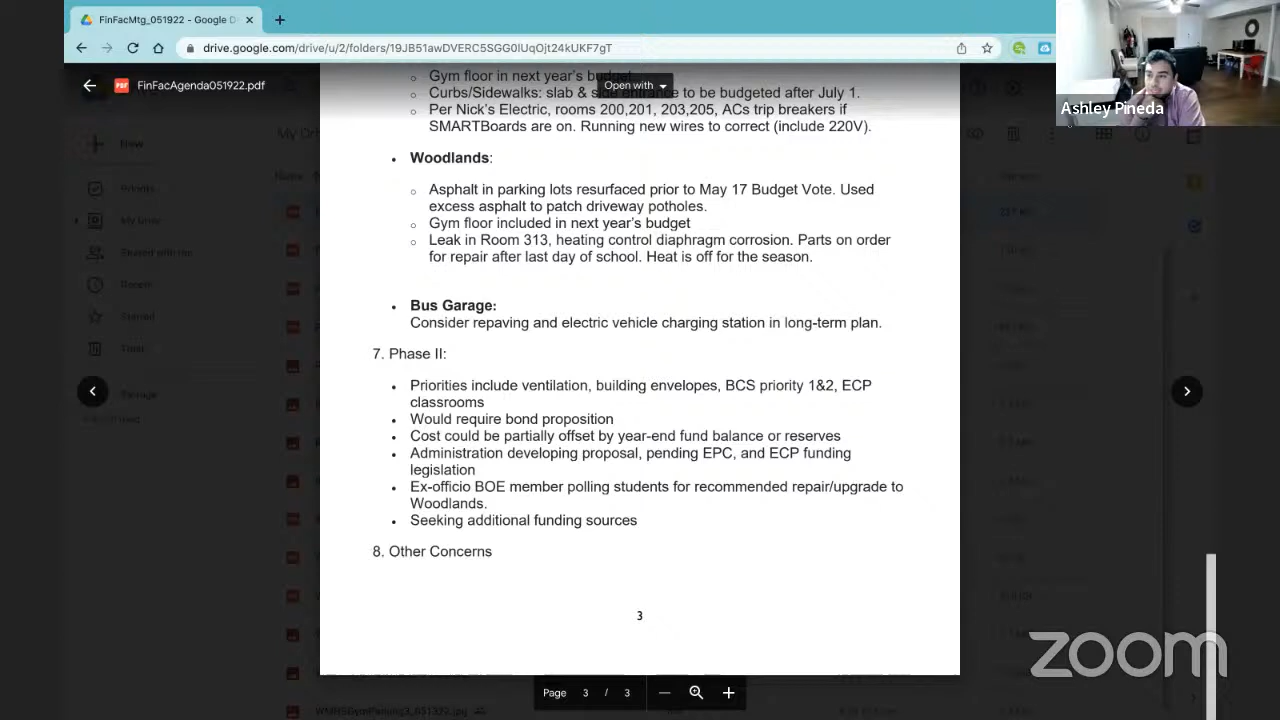 FinFacMtg_051922 - Google D
drive.google.com/drive/u/2/folders/19JB51awDVERC5SGG0lUqOjt24kUKF7gT
FinFacAgenda051922.pdf
Open with
Ashley Pineda
Gym floor in next year's budget
Curbs/Sidewalks: slab & side entrance to be budgeted after July 1.
Per Nick's Electric, rooms 200,201, 203,205, ACs trip breakers if
SMARTBoards are on. Running new wires to correct (include 220V).
Woodlands:
Asphalt in parking lots resurfaced prior to May 17 Budget Vote. Used
excess asphalt to patch driveway potholes.
Gym floor included in next year's budget
Leak in Room 313, heating control diaphragm corrosion. Parts on order
for repair after last day of school. Heat is off for the season.
Bus Garage:
Consider repaving and electric vehicle charging station in long-term plan.
7. Phase II:
Priorities include ventilation, building envelopes, BCS priority 1&2, ECP
classrooms
Would require bond proposition
Cost could be partially offset by year-end fund balance or reserves
Administration developing proposal, pending EPC, and ECP funding
legislation
Ex-officio BOE member polling students for recommended repair/upgrade to
Woodlands.
Seeking additional funding sources
8. Other Concerns
3
Page 3 / 3
zoom